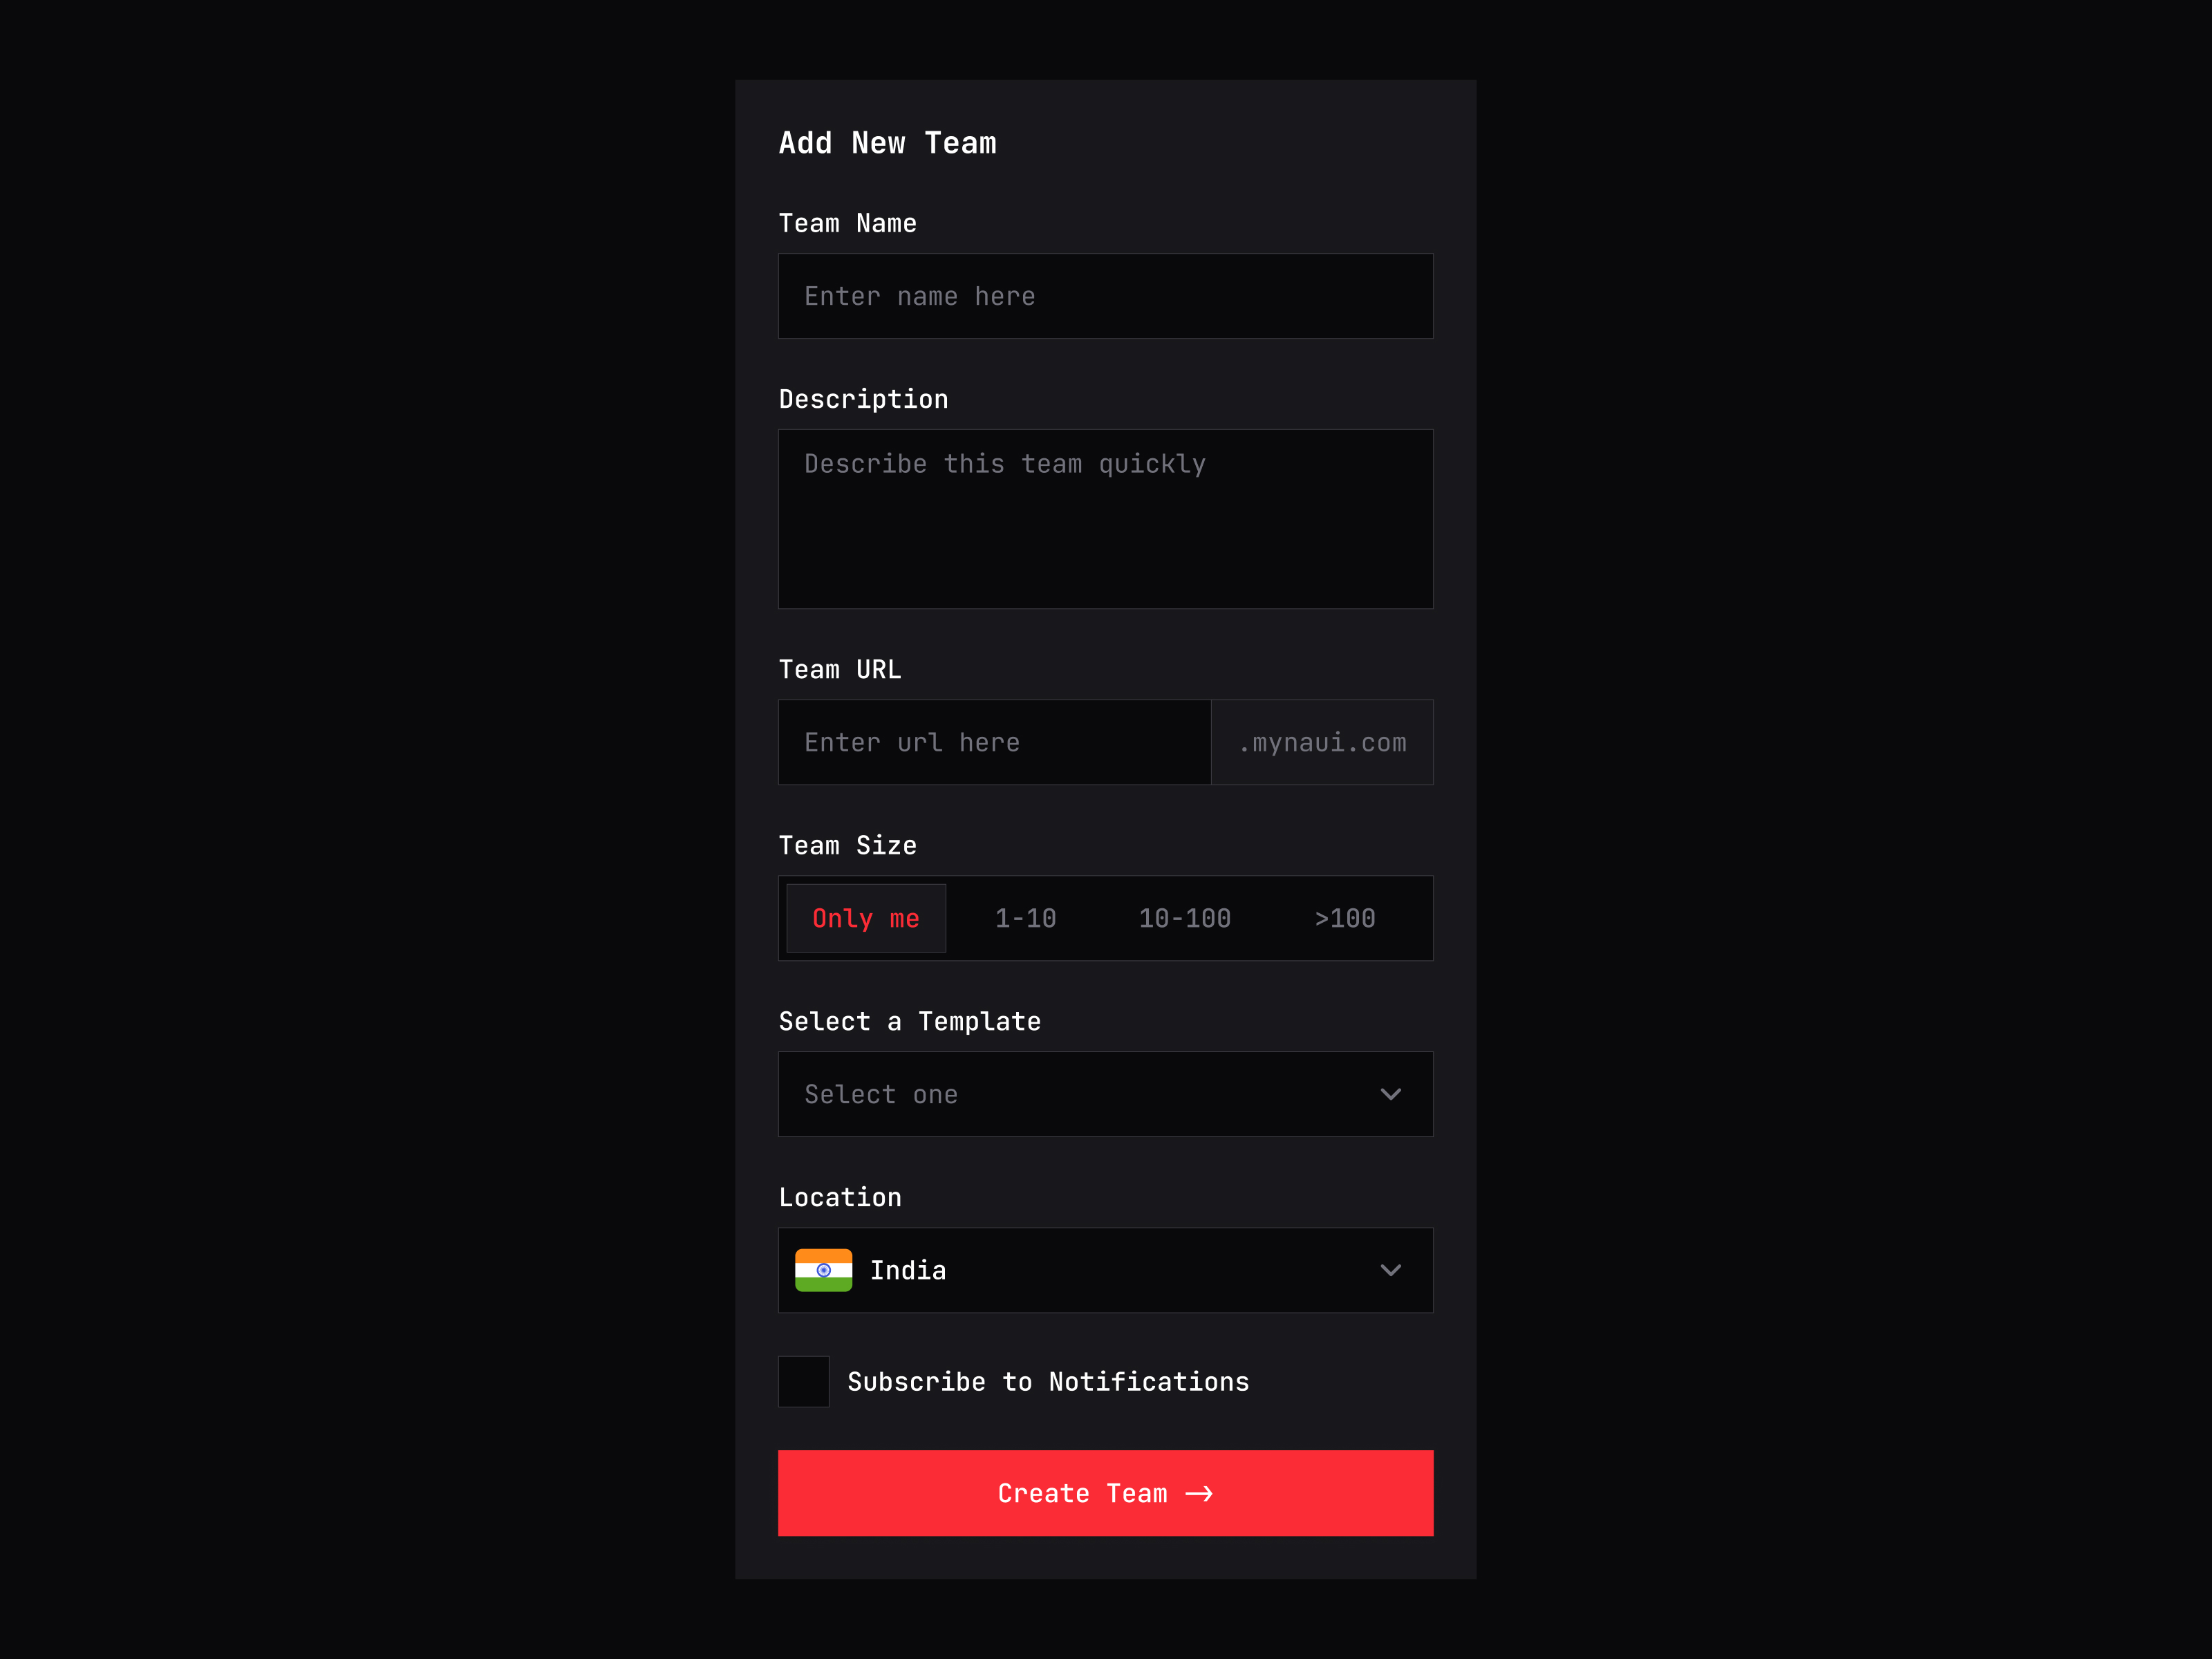 Add New Team
Team Name
Enter name here
Description
Describe this team quickly
Team URL
Enter url here .mynaui.com
Team Size
Only me 1-10 10-100 >100
Select a Template
Select one
Location
India
Subscribe to Notifications
Create Team →